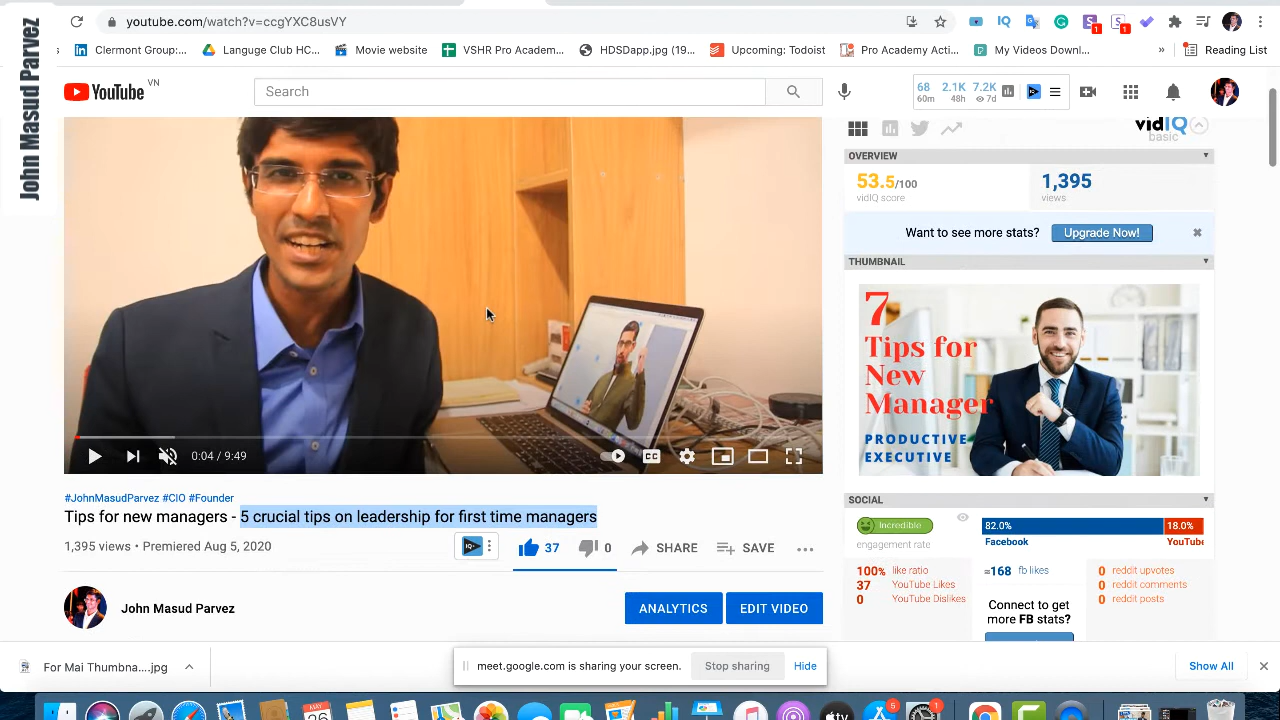 John Masud Parvez
youtube.com/watch?v=ccgYXC8usVY
Clermont Group:...
Languge Club HC...
Movie website
VSHR Pro Academ...
HDSDapp.jpg (19...
Upcoming: Todoist
Pro Academy Acti...
My Videos Downl...
»
Reading List
YouTube VN
Search
68 2.1K 7.2K
60m 48h 7d
vidIQ
basic
OVERVIEW
53.5/100
vidIQ score
1,395
views
Want to see more stats? Upgrade Now!
THUMBNAIL
7
Tips for
New
Manager
PRODUCTIVE
EXECUTIVE
0:04 / 9:49
CC
#JohnMasudParvez #CIO #Founder
Tips for new managers - 5 crucial tips on leadership for first time managers
1,395 views • Premiered Aug 5, 2020
37
0
SHARE
SAVE
John Masud Parvez
ANALYTICS
EDIT VIDEO
SOCIAL
Incredible
engagement rate
82.0% 18.0%
Facebook YouTube
100% like ratio
37 YouTube Likes
0 YouTube Dislikes
≈168 fb likes
Connect to get
more FB stats?
0 reddit upvotes
0 reddit comments
0 reddit posts
For Mai Thumbna....jpg
meet.google.com is sharing your screen.
Stop sharing
Hide
Show All